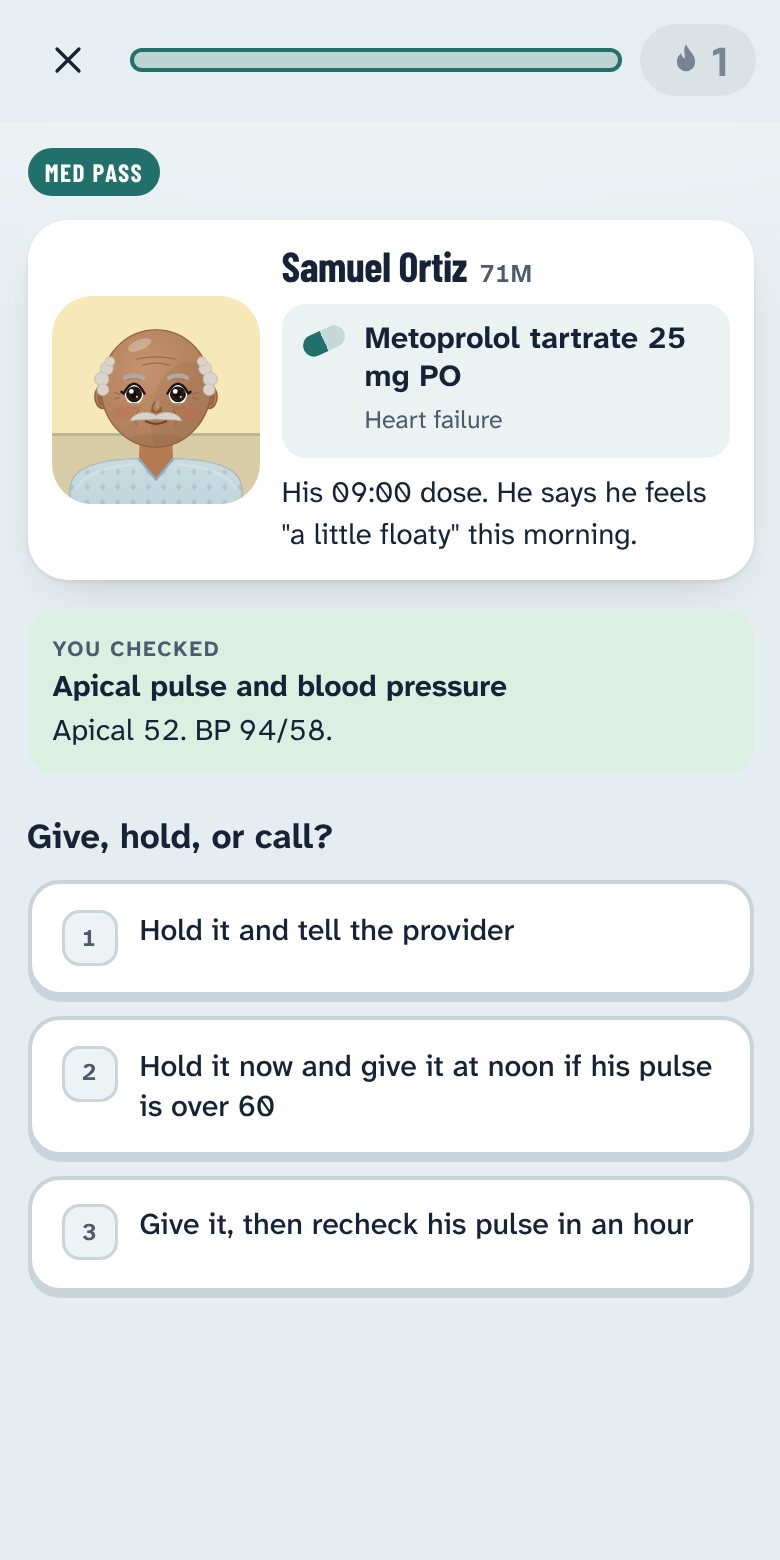 1
MED PASS
Samuel Ortiz 71M
Metoprolol tartrate 25
mg PO
Heart failure
His 09:00 dose. He says he feels
"a little floaty" this morning.
YOU CHECKED
Apical pulse and blood pressure
Apical 52. BP 94/58.
Give, hold, or call?
1 Hold it and tell the provider
2 Hold it now and give it at noon if his pulse
is over 60
3 Give it, then recheck his pulse in an hour